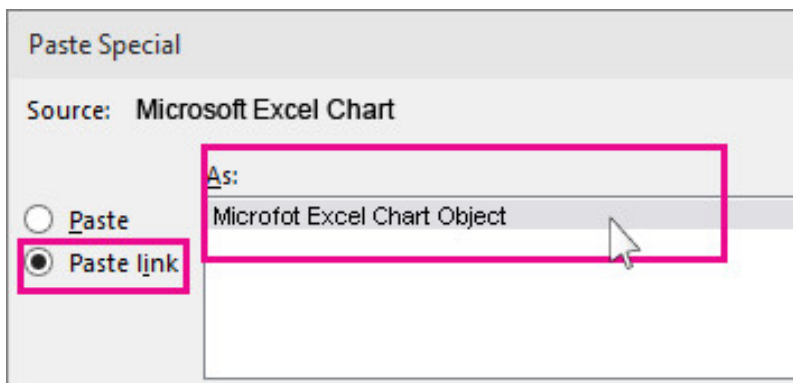 Paste Special
Source: Microsoft Excel Chart
As:
Paste
Microfot Excel Chart Object
Paste link